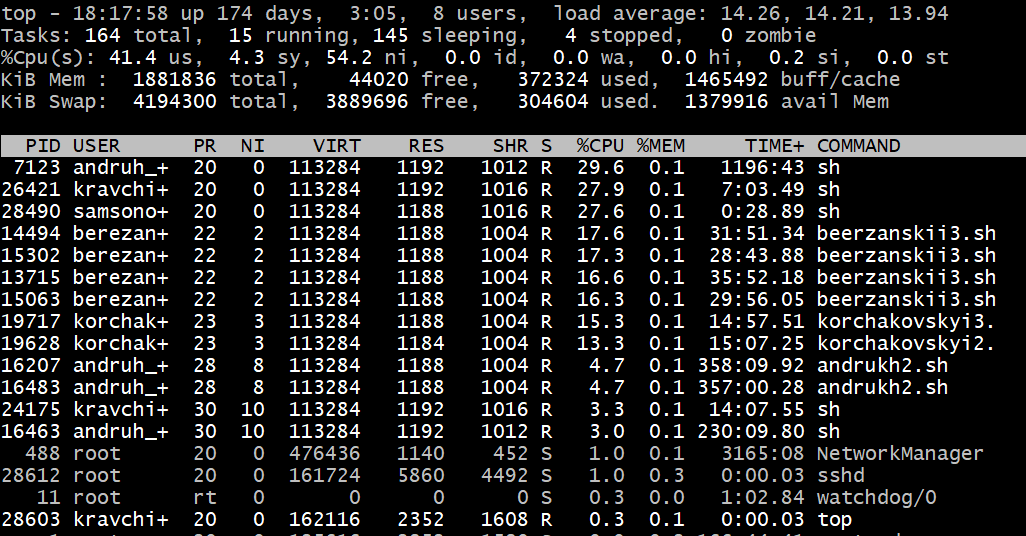 top - 18:17:58 up 174 days,  3:05,  8 users,  load average: 14.26, 14.21, 13.94
Tasks: 164 total,  15 running, 145 sleeping,   4 stopped,   0 zombie
%Cpu(s): 41.4 us,  4.3 sy, 54.2 ni,  0.0 id,  0.0 wa,  0.0 hi,  0.2 si,  0.0 st
KiB Mem :  1881836 total,    44020 free,   372324 used,  1465492 buff/cache
KiB Swap:  4194300 total,  3889696 free,   304604 used.  1379916 avail Mem
PID USER      PR  NI    VIRT    RES    SHR S  %CPU %MEM     TIME+ COMMAND
7123 andruh_+  20   0  113284   1192   1012 R  29.6  0.1   1196:43 sh
26421 kravchi+  20   0  113284   1192   1016 R  27.9  0.1   7:03.49 sh
28490 samsono+  20   0  113284   1188   1016 R  27.6  0.1   0:28.89 sh
14494 berezan+  22   2  113284   1188   1004 R  17.6  0.1  31:51.34 beerzanskii3.sh
15302 berezan+  22   2  113284   1188   1004 R  17.3  0.1  28:43.88 beerzanskii3.sh
13715 berezan+  22   2  113284   1188   1004 R  16.6  0.1  35:52.18 beerzanskii3.sh
15063 berezan+  22   2  113284   1188   1004 R  16.3  0.1  29:56.05 beerzanskii3.sh
19717 korchak+  23   3  113284   1188   1004 R  15.3  0.1  14:57.51 korchakovskyi3.
19628 korchak+  23   3  113284   1184   1004 R  13.3  0.1  15:07.25 korchakovskyi2.
16207 andruh_+  28   8  113284   1188   1004 R   4.7  0.1 358:09.92 andrukh2.sh
16483 andruh_+  28   8  113284   1188   1004 R   4.7  0.1 357:00.28 andrukh2.sh
24175 kravchi+  30  10  113284   1192   1016 R   3.3  0.1  14:07.55 sh
16463 andruh_+  30  10  113284   1192   1012 R   3.0  0.1 230:09.80 sh
488 root      20   0  476436   1140    452 S   1.0  0.1   3165:08 NetworkManager
28612 root      20   0  161724   5860   4492 S   1.0  0.3   0:00.03 sshd
11 root      rt   0       0      0      0 S   0.3  0.0   1:02.84 watchdog/0
28603 kravchi+  20   0  162116   2352   1608 R   0.3  0.1   0:00.03 top